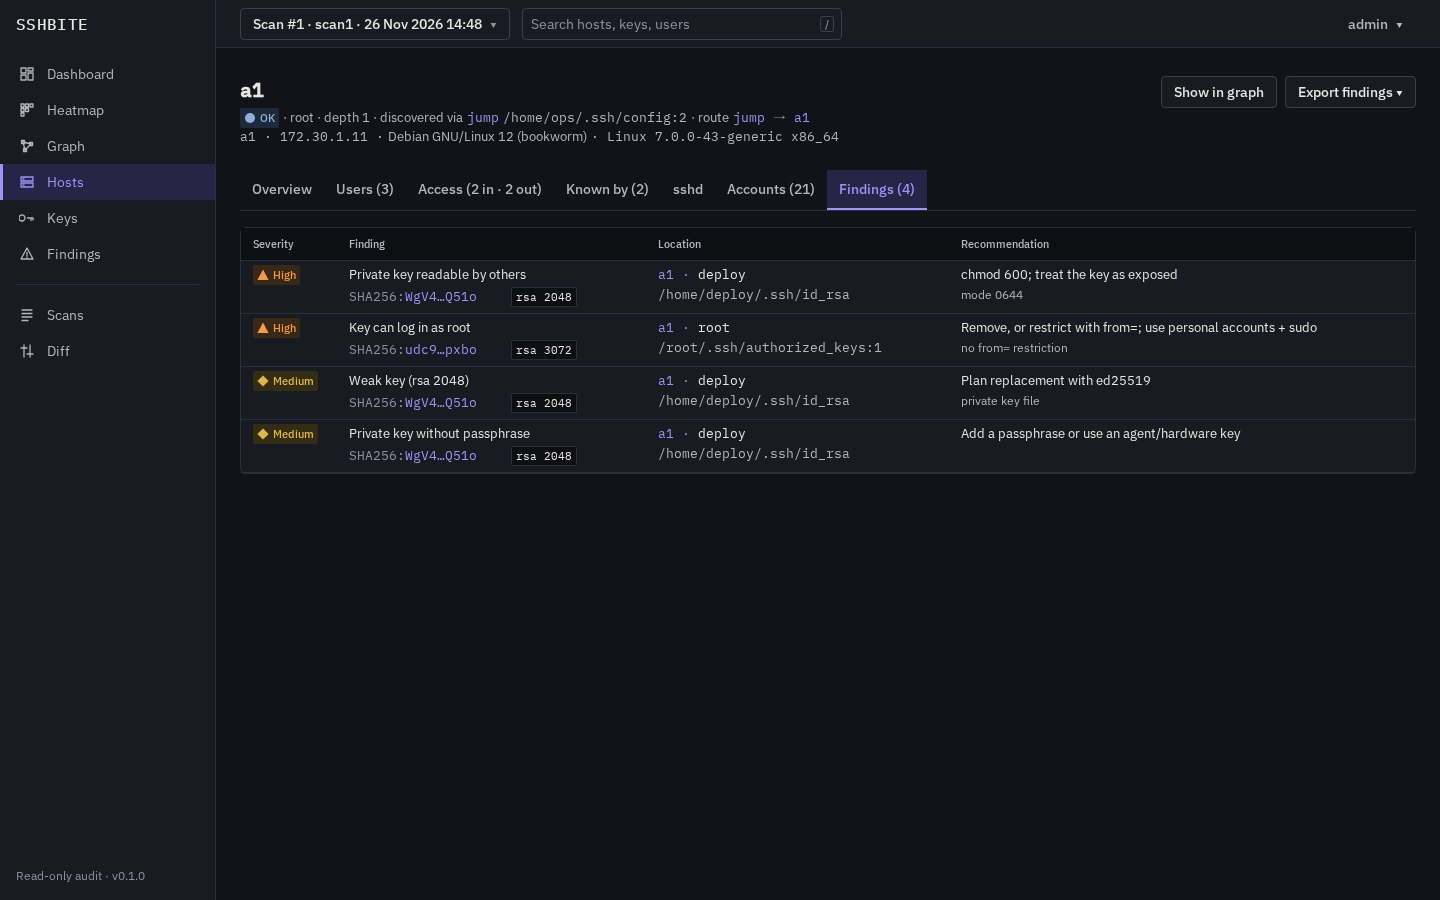 SSHBITE
Scan #1 · scan1 · 26 Nov 2026 14:48 ▾
Search hosts, keys, users /
admin ▾
Dashboard
Heatmap
Graph
Hosts
Keys
Findings
Scans
Diff
Read-only audit · v0.1.0
a1
Show in graph
Export findings ▾
OK · root · depth 1 · discovered via jump /home/ops/.ssh/config:2 · route jump → a1
a1 · 172.30.1.11 · Debian GNU/Linux 12 (bookworm) · Linux 7.0.0-43-generic x86_64
Overview Users (3) Access (2 in · 2 out) Known by (2) sshd Accounts (21) Findings (4)
Severity Finding Location Recommendation
High Private key readable by others a1 · deploy chmod 600; treat the key as exposed
SHA256:WgV4…Q51o rsa 2048 /home/deploy/.ssh/id_rsa mode 0644
High Key can log in as root a1 · root Remove, or restrict with from=; use personal accounts + sudo
SHA256:udc9…pxbo rsa 3072 /root/.ssh/authorized_keys:1 no from= restriction
Medium Weak key (rsa 2048) a1 · deploy Plan replacement with ed25519
SHA256:WgV4…Q51o rsa 2048 /home/deploy/.ssh/id_rsa private key file
Medium Private key without passphrase a1 · deploy Add a passphrase or use an agent/hardware key
SHA256:WgV4…Q51o rsa 2048 /home/deploy/.ssh/id_rsa